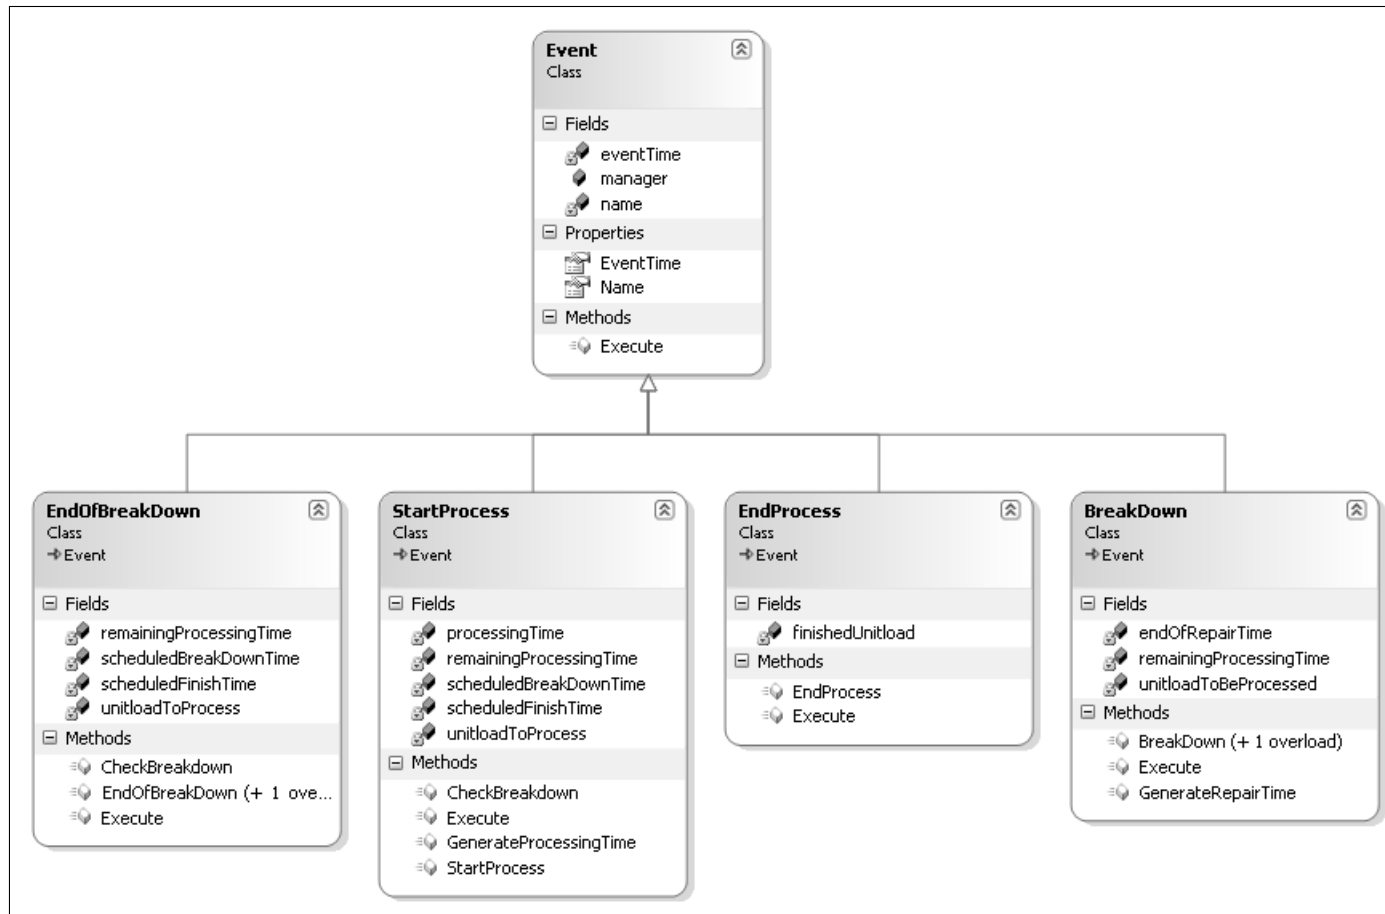 Event
Class
Fields
eventTime
manager
name
Properties
EventTime
Name
Methods
Execute
EndOfBreakDown
Class
Event
Fields
remainingProcessingTime
scheduledBreakDownTime
scheduledFinishTime
unitloadToProcess
Methods
CheckBreakdown
EndOfBreakDown (+ 1 ove...
Execute
StartProcess
Class
Event
Fields
processingTime
remainingProcessingTime
scheduledBreakDownTime
scheduledFinishTime
unitloadToProcess
Methods
CheckBreakdown
Execute
GenerateProcessingTime
StartProcess
EndProcess
Class
Event
Fields
finishedUnitload
Methods
EndProcess
Execute
BreakDown
Class
Event
Fields
endOfRepairTime
remainingProcessingTime
unitloadToBeProcessed
Methods
BreakDown (+ 1 overload)
Execute
GenerateRepairTime